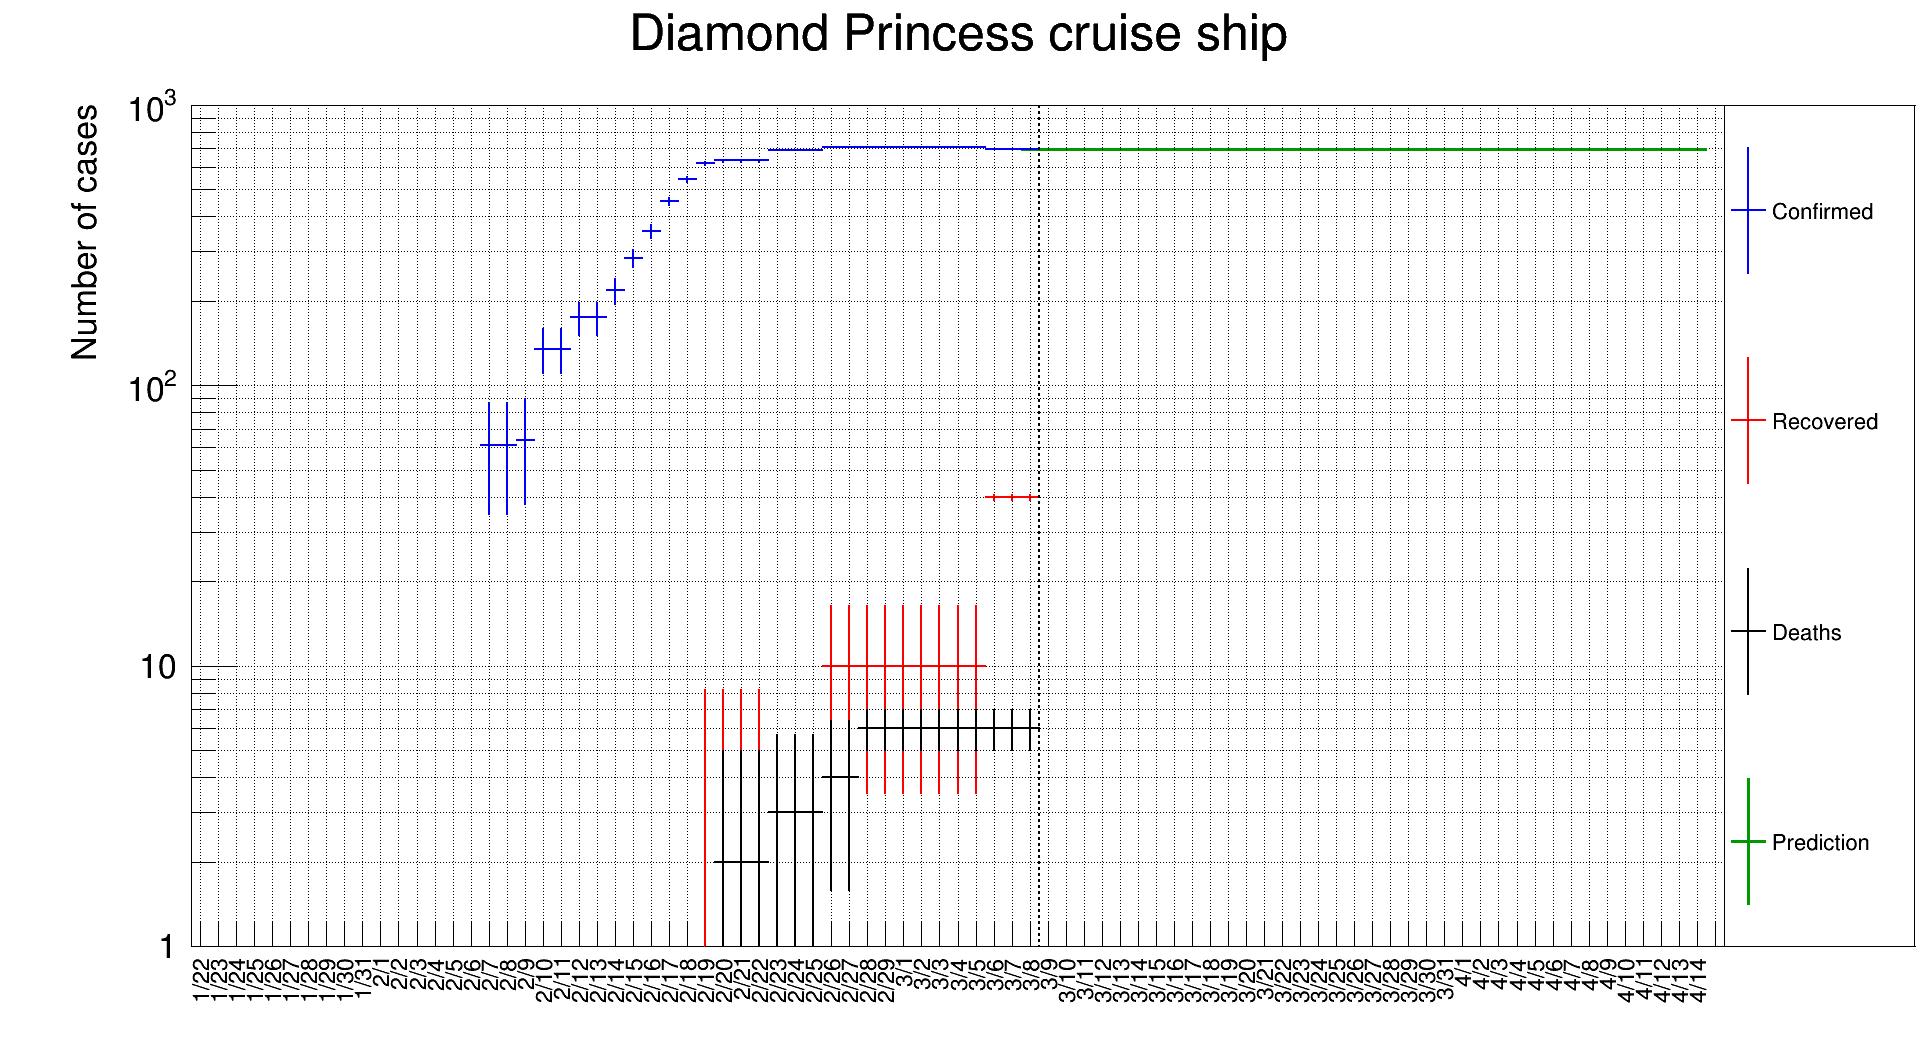 Diamond Princess cruise ship
Number of cases
10³
10²
10
1
1/22 1/23 1/24 1/25 1/26 1/27 1/28 1/29 1/30 1/31 2/1 2/2 2/3 2/4 2/5 2/6 2/7 2/8 2/9 2/10 2/11 2/12 2/13 2/14 2/15 2/16 2/17 2/18 2/19 2/20 2/21 2/22 2/23 2/24 2/25 2/26 2/27 2/28 2/29 3/1 3/2 3/3 3/4 3/5 3/6 3/7 3/8 3/9 3/10 3/11 3/12 3/13 3/14 3/15 3/16 3/17 3/18 3/19 3/20 3/21 3/22 3/23 3/24 3/25 3/26 3/27 3/28 3/29 3/30 3/31 4/1 4/2 4/3 4/4 4/5 4/6 4/7 4/8 4/9 4/10 4/11 4/12 4/13 4/14
Confirmed
Recovered
Deaths
Prediction